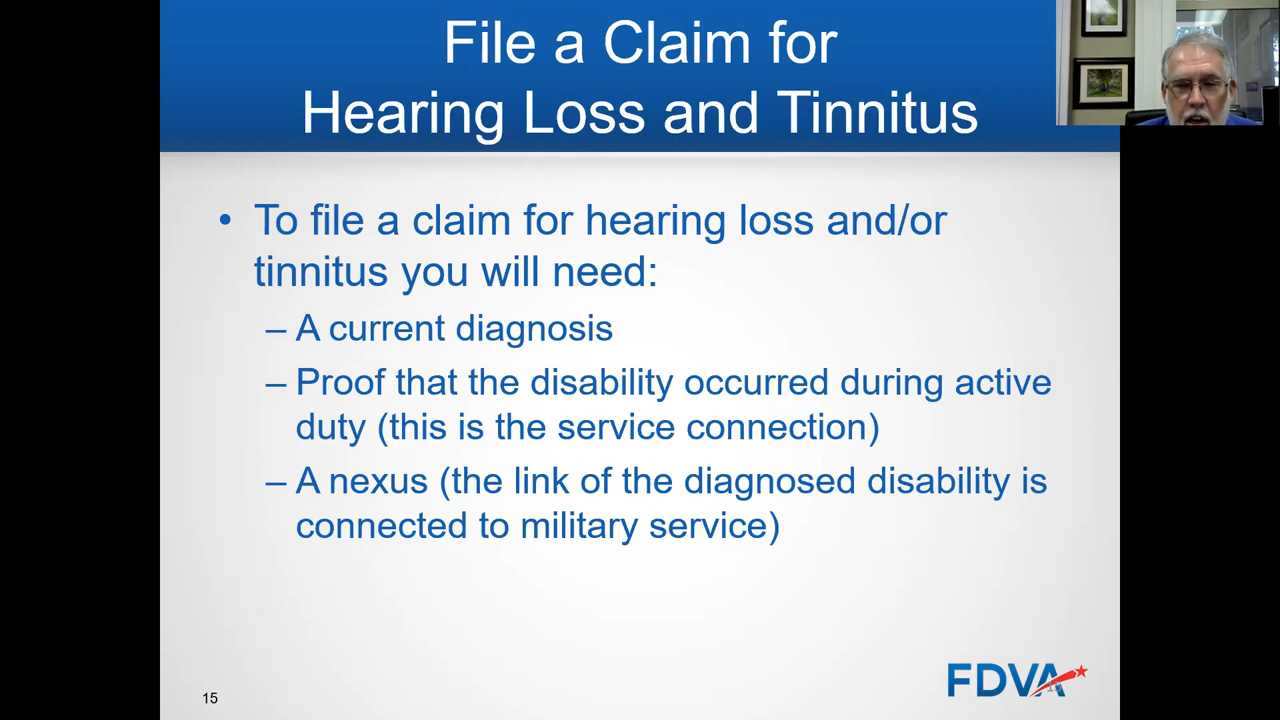 File a Claim for
Hearing Loss and Tinnitus
• To file a claim for hearing loss and/or
tinnitus you will need:
– A current diagnosis
– Proof that the disability occurred during active
duty (this is the service connection)
– A nexus (the link of the diagnosed disability is
connected to military service)
15
FDVA